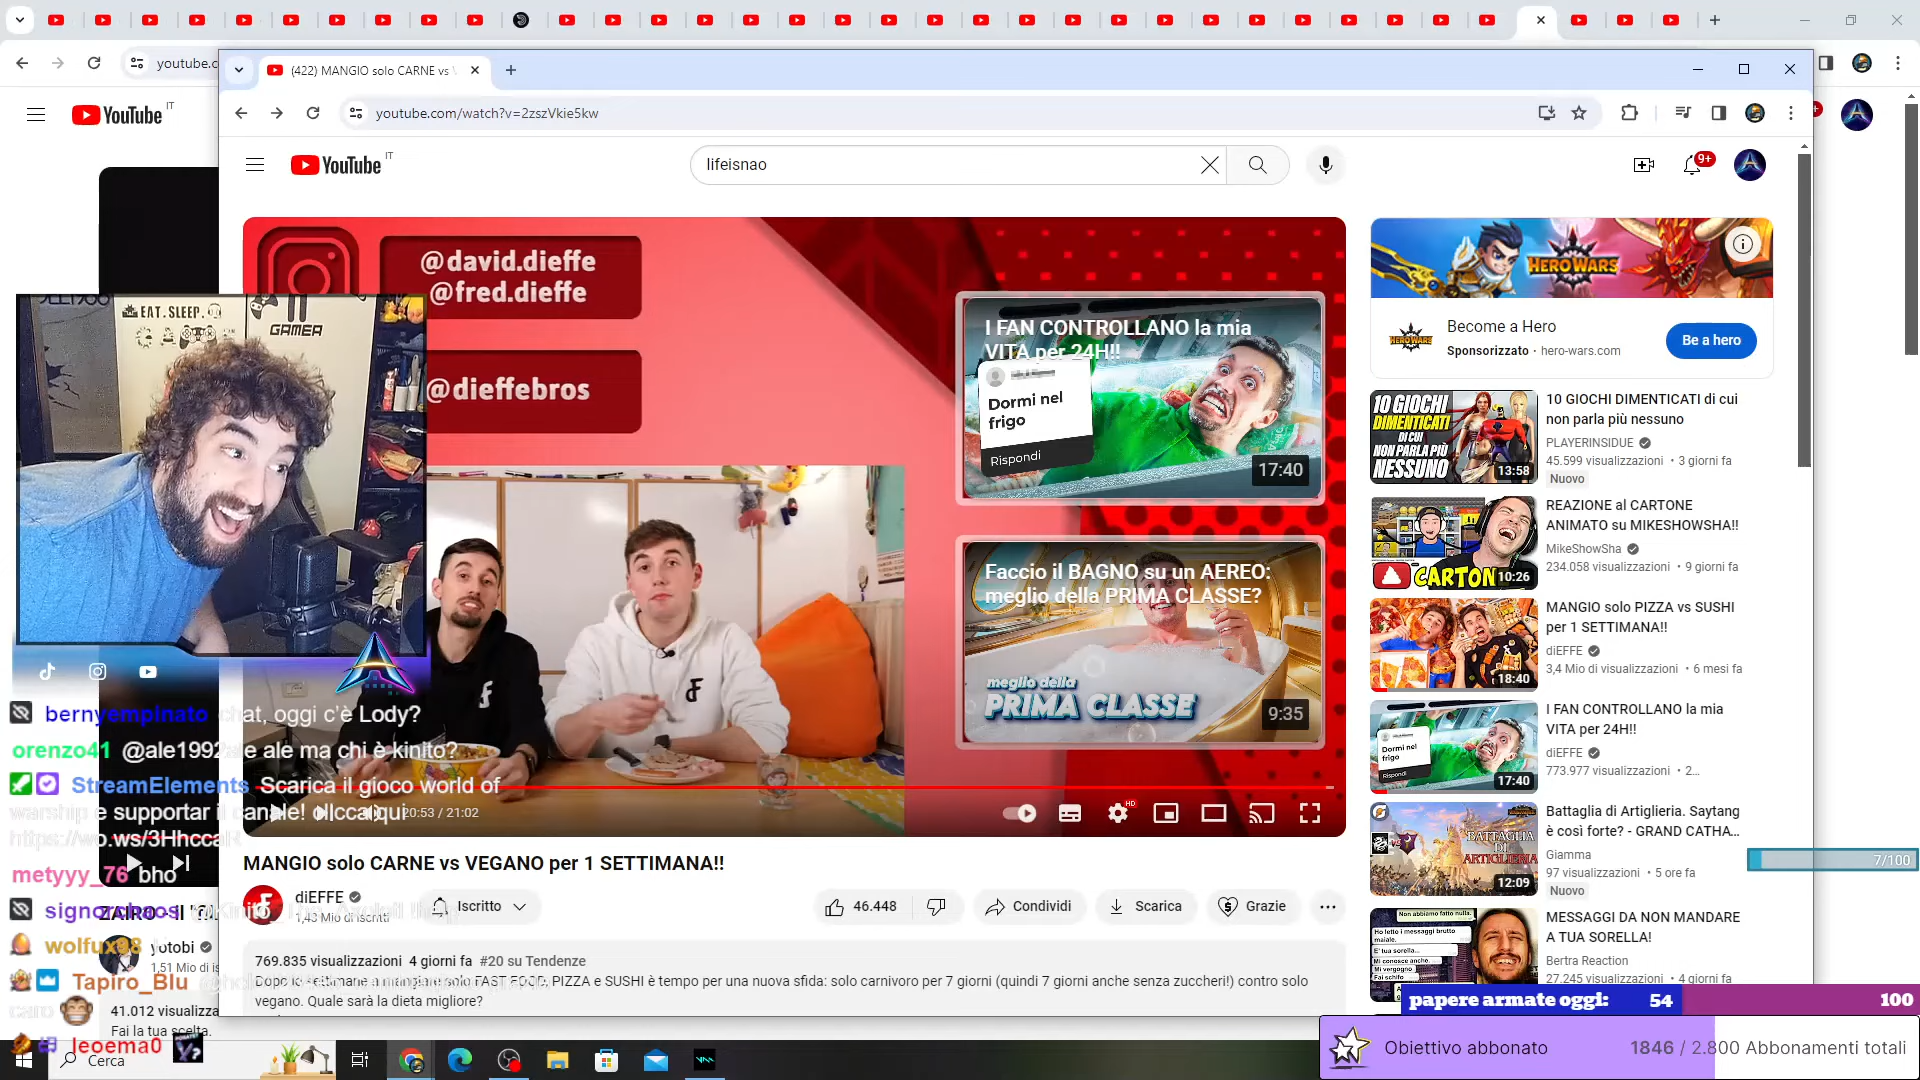 youtube.c
(422) MANGIO solo CARNE vs
youtube.com/watch?v=2zszVkie5kw
YouTube IT
YouTube IT
lifeisnao
9+
@david.dieffe
@fred.dieffe
@dieffebros
EAT.SLEEP.
GAMER
I FAN CONTROLLANO la mia
VITA per 24H!!
Dormi nel
frigo
Rispondi
17:40
Faccio il BAGNO su un AEREO:
meglio della PRIMA CLASSE?
meglio della
PRIMA CLASSE
9:35
20:53 / 21:02
HD
HERO WARS
Become a Hero
Sponsorizzato · hero-wars.com
Be a hero
10 GIOCHI
DIMENTICATI
DI CUI
NON PARLA PIÙ
NESSUNO
13:58
10 GIOCHI DIMENTICATI di cui
non parla più nessuno
PLAYERINSIDUE
45.599 visualizzazioni • 3 giorni fa
Nuovo
CARTON
10:26
REAZIONE al CARTONE
ANIMATO su MIKESHOWSHA!!
MikeShowSha
234.058 visualizzazioni • 9 giorni fa
18:40
MANGIO solo PIZZA vs SUSHI
per 1 SETTIMANA!!
diEFFE
3,4 Mio di visualizzazioni • 6 mesi fa
Dormi nel
frigo
17:40
I FAN CONTROLLANO la mia
VITA per 24H!!
diEFFE
773.977 visualizzazioni • 2...
BATTAGLIA
DI
ARTIGLIERIA
12:09
Battaglia di Artiglieria. Saytang
è così forte? - GRAND CATHA...
Giamma
97 visualizzazioni • 5 ore fa
Nuovo
7/100
Non abbiamo fatto nulla.
Ho letto i messaggi brutto
maiale.
E' tua sorella..
Mi conosce anche.
Mi vergogno
MESSAGGI DA NON MANDARE
A TUA SORELLA!
Bertra Reaction
27.245 visualizzazioni • 4 giorni fa
bernyempinato chat, oggi c'è Lody?
orenzo41 @ale1992ale ale ma chi è kinito?
StreamElements Scarica il gioco world of
warship e supportar il canale! clicca qui
metyyy_76 bho
signorchaos
wolfux98
Tapiro_Blu
caro
leoema0
MANGIO solo CARNE vs VEGANO per 1 SETTIMANA!!
diEFFE
1,43 Mio di iscritti
Iscritto
46.448
Condividi
Scarica
Grazie
769.835 visualizzazioni 4 giorni fa #20 su Tendenze
Dopo le settimane a mangiare solo FAST FOOD, PIZZA e SUSHI è tempo per una nuova sfida: solo carnivoro per 7 giorni (quindi 7 giorni anche senza zuccheri!) contro solo
vegano. Quale sarà la dieta migliore?
yotobi
1,51 Mio di is
41.012 visualizza
Fai la tua scelta.
papere armate oggi: 54 100
Obiettivo abbonato 1846 / 2.800 Abbonamenti totali
Cerca